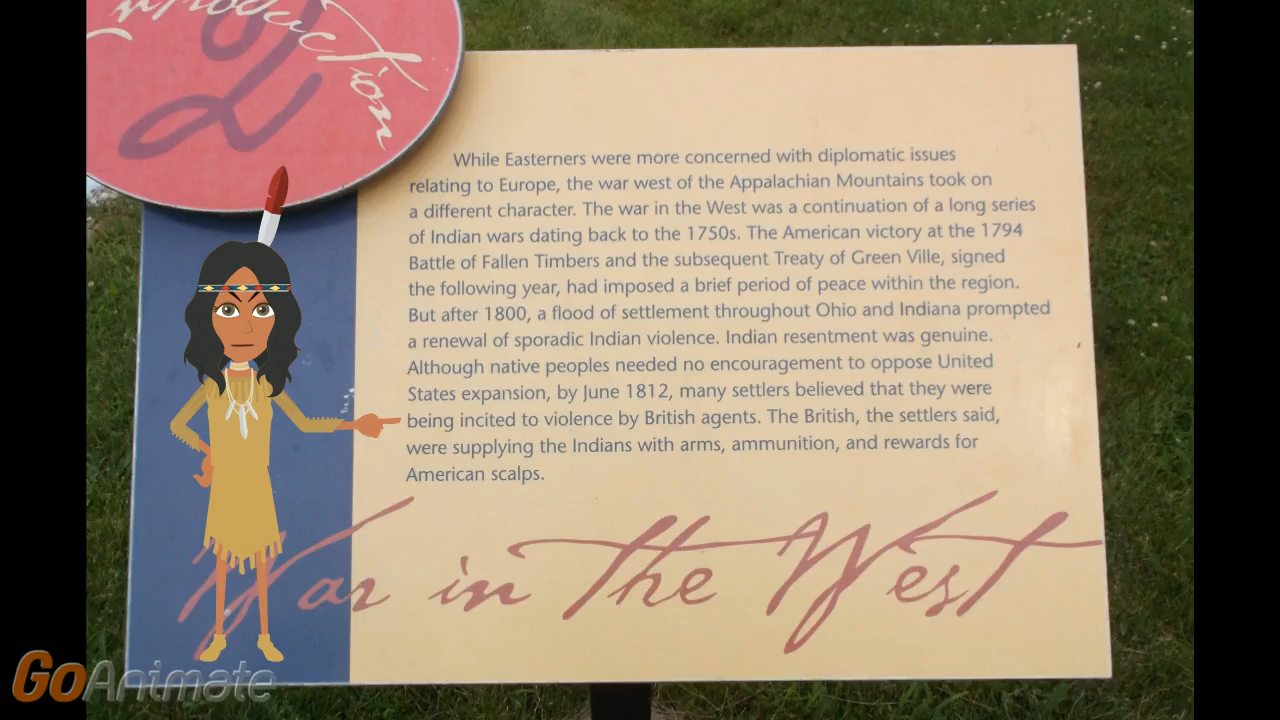 Introduction
2
While Easterners were more concerned with diplomatic issues
relating to Europe, the war west of the Appalachian Mountains took on
a different character. The war in the West was a continuation of a long series
of Indian wars dating back to the 1750s. The American victory at the 1794
Battle of Fallen Timbers and the subsequent Treaty of Green Ville, signed
the following year, had imposed a brief period of peace within the region.
But after 1800, a flood of settlement throughout Ohio and Indiana prompted
a renewal of sporadic Indian violence. Indian resentment was genuine.
Although native peoples needed no encouragement to oppose United
States expansion, by June 1812, many settlers believed that they were
being incited to violence by British agents. The British, the settlers said,
were supplying the Indians with arms, ammunition, and rewards for
American scalps.
War in the West
GoAnimate